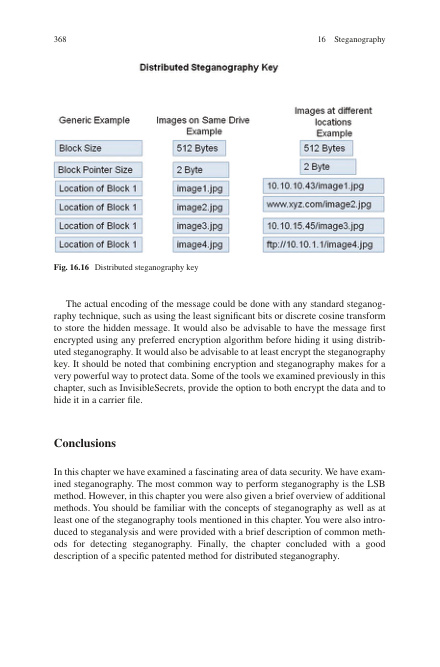 368
16 Steganography
Distributed Steganography Key
Generic Example
Block Size
Block Pointer Size
Location of Block 1
Location of Block 1
Location of Block 1
Location of Block 1
Images on Same Drive
Example
512 Bytes
2 Byte
image1.jpg
image2.jpg
image3.jpg
image4.jpg
Images at different
locations
Example
512 Bytes
2 Byte
10.10.10.43/image1.jpg
www.xyz.com/image2.jpg
10.10.15.45/image3.jpg
ftp://10.10.1.1/image4.jpg
Fig. 16.16 Distributed steganography key
The actual encoding of the message could be done with any standard steganog-
raphy technique, such as using the least significant bits or discrete cosine transform
to store the hidden message. It would also be advisable to have the message first
encrypted using any preferred encryption algorithm before hiding it using distrib-
uted steganography. It would also be advisable to at least encrypt the steganography
key. It should be noted that combining encryption and steganography makes for a
very powerful way to protect data. Some of the tools we examined previously in this
chapter, such as InvisibleSecrets, provide the option to both encrypt the data and to
hide it in a carrier file.
Conclusions
In this chapter we have examined a fascinating area of data security. We have exam-
ined steganography. The most common way to perform steganography is the LSB
method. However, in this chapter you were also given a brief overview of additional
methods. You should be familiar with the concepts of steganography as well as at
least one of the steganography tools mentioned in this chapter. You were also intro-
duced to steganalysis and were provided with a brief description of common meth-
ods for detecting steganography. Finally, the chapter concluded with a good
description of a specific patented method for distributed steganography.